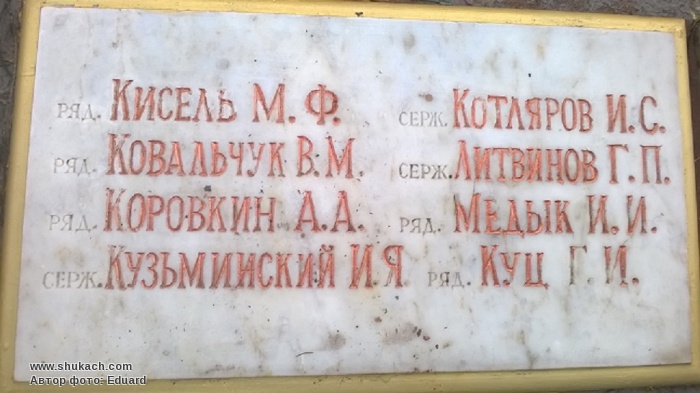 ряд. Кисель М. Ф.
ряд. Ковальчук В. М.
ряд. Коровкин А. А.
серж. Кузьминский И. Я
серж. Котляров И. С.
серж. Литвинов Г. П.
ряд. Медык И. И.
ряд. Куц Г. И.
www.shukach.com
Автор фото: Eduard